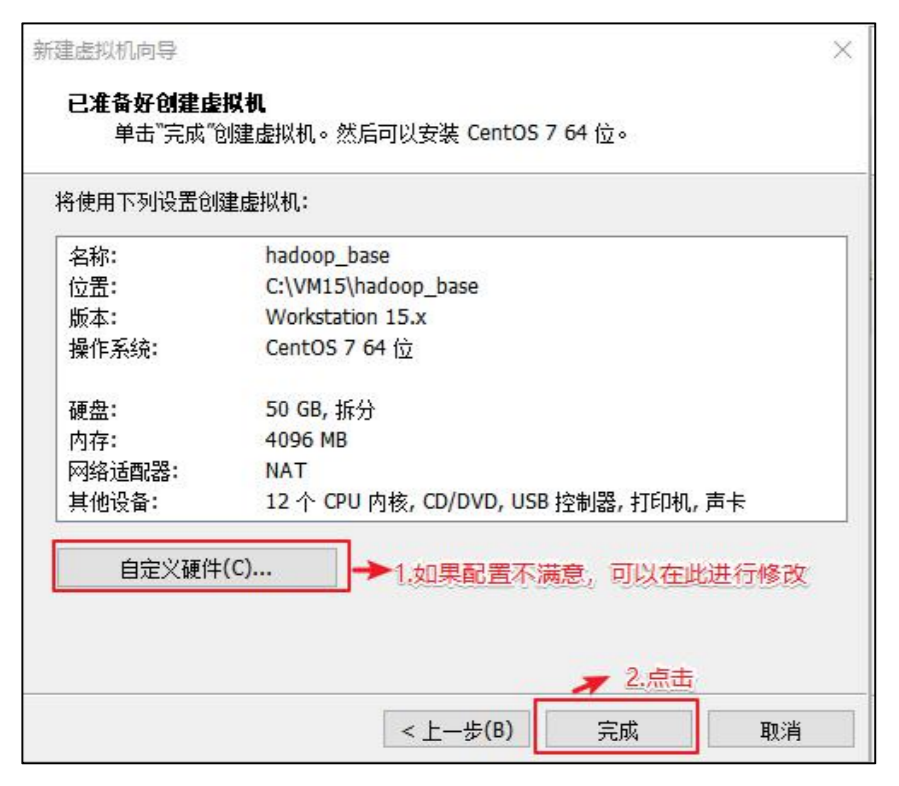 新建虚拟机向导
已准备好创建虚拟机
单击"完成"创建虚拟机。然后可以安装 CentOS 7 64 位。
将使用下列设置创建虚拟机:
名称: hadoop_base
位置: C:\VM15\hadoop_base
版本: Workstation 15.x
操作系统: CentOS 7 64 位
硬盘: 50 GB, 拆分
内存: 4096 MB
网络适配器: NAT
其他设备: 12 个 CPU 内核, CD/DVD, USB 控制器, 打印机, 声卡
自定义硬件(C)... 1.如果配置不满意，可以在此进行修改
2.点击
< 上一步(B) 完成 取消